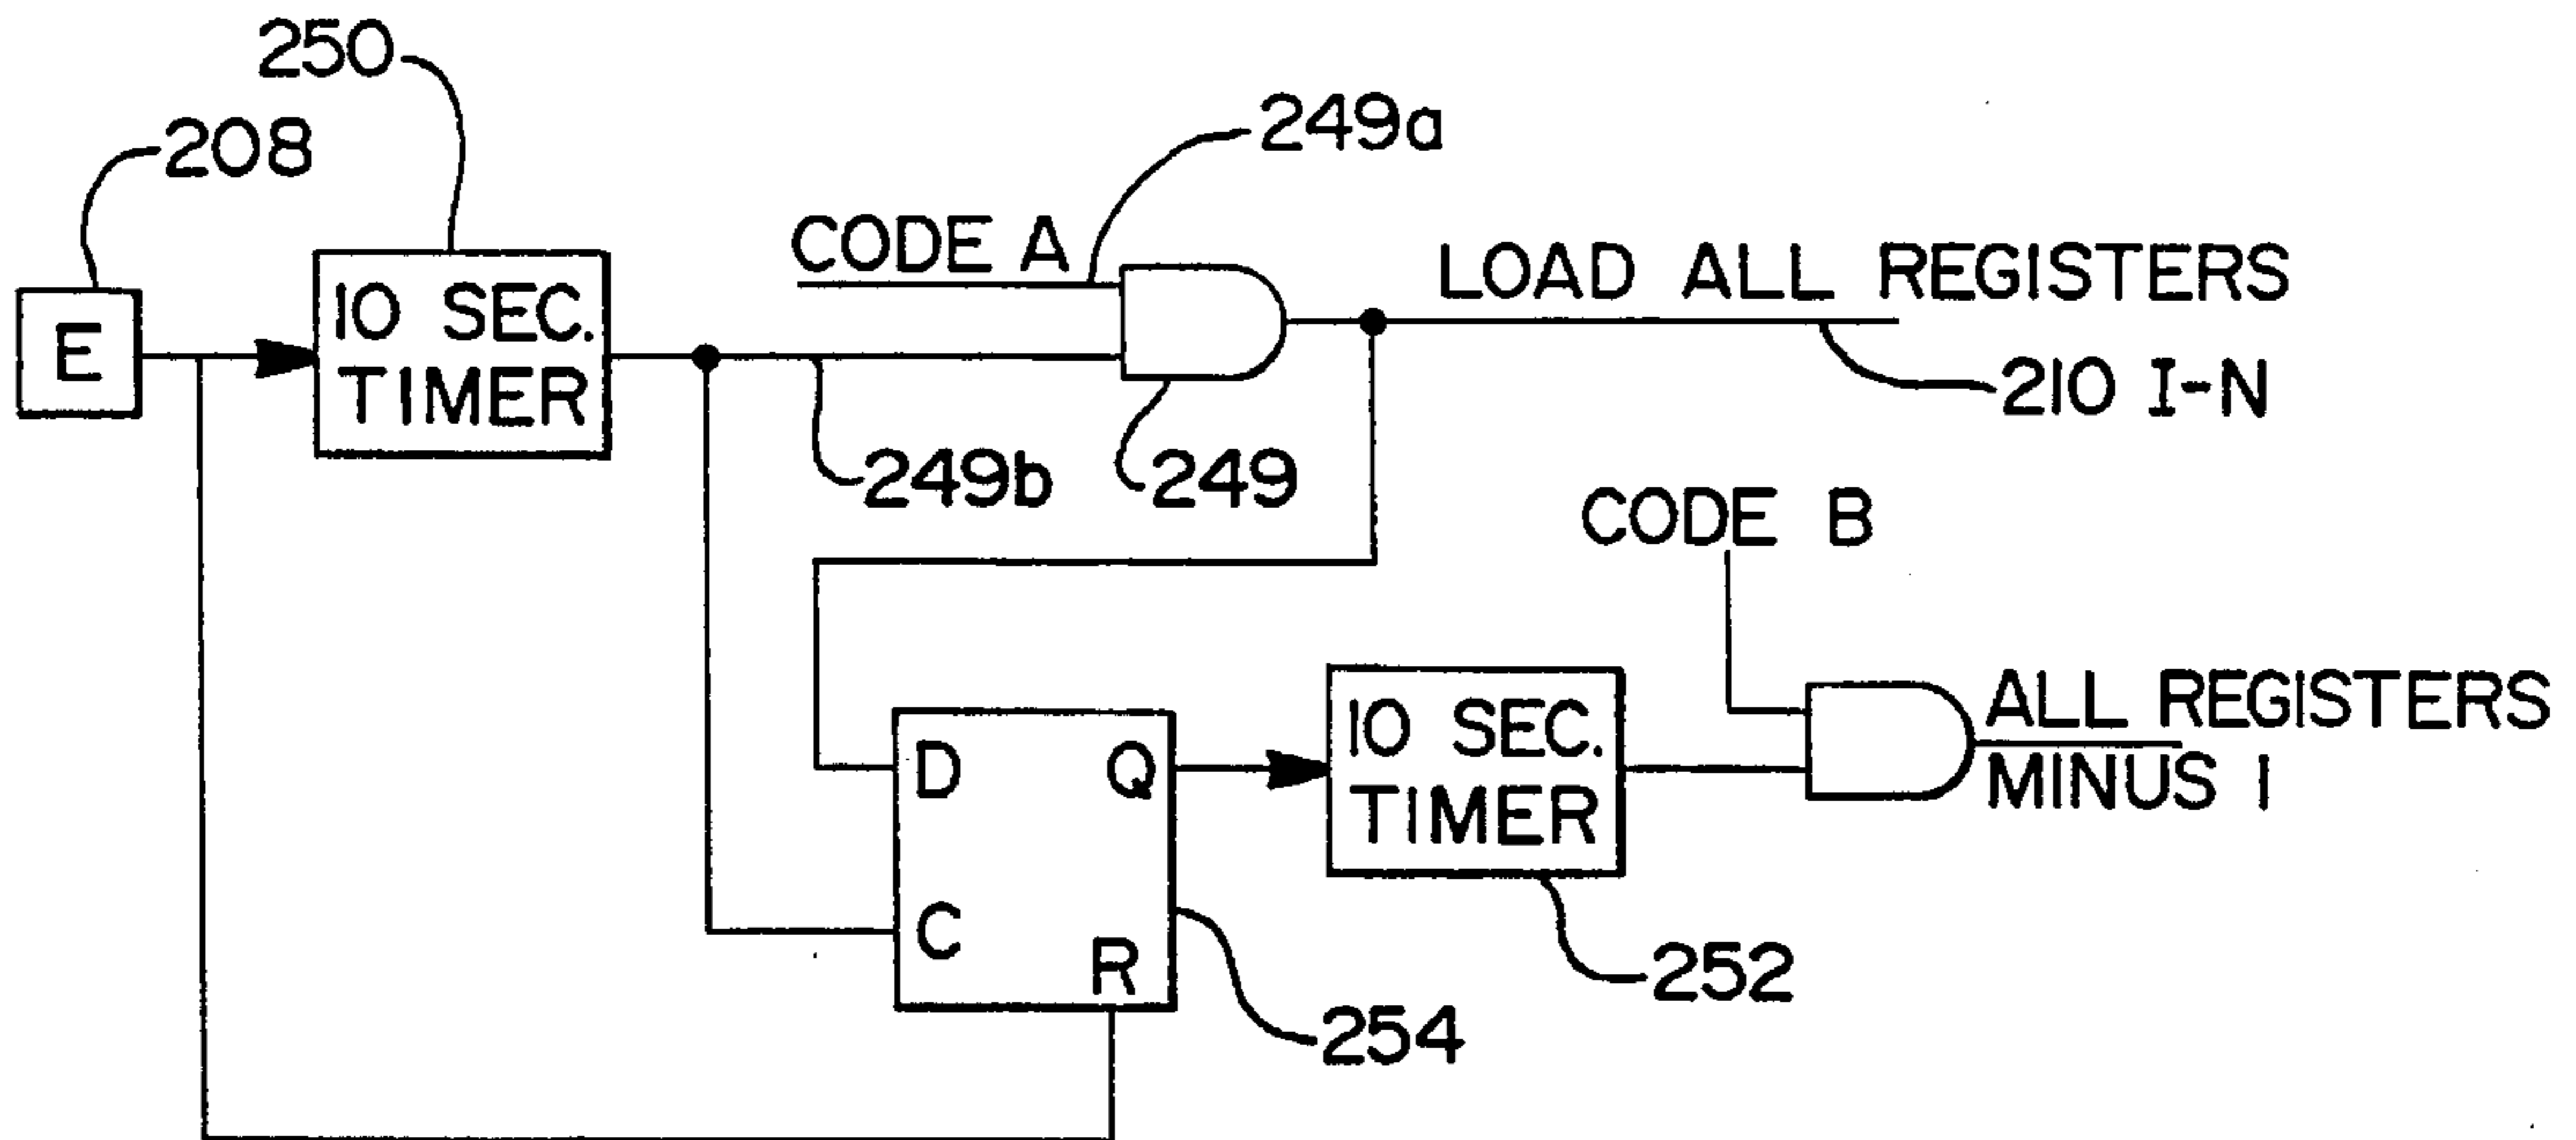 250
208
249a
CODE A
LOAD ALL REGISTERS
E
10 SEC.
TIMER
210 1-N
249b
249
CODE B
D
Q
10 SEC.
TIMER
ALL REGISTERS
MINUS 1
C
R
252
254